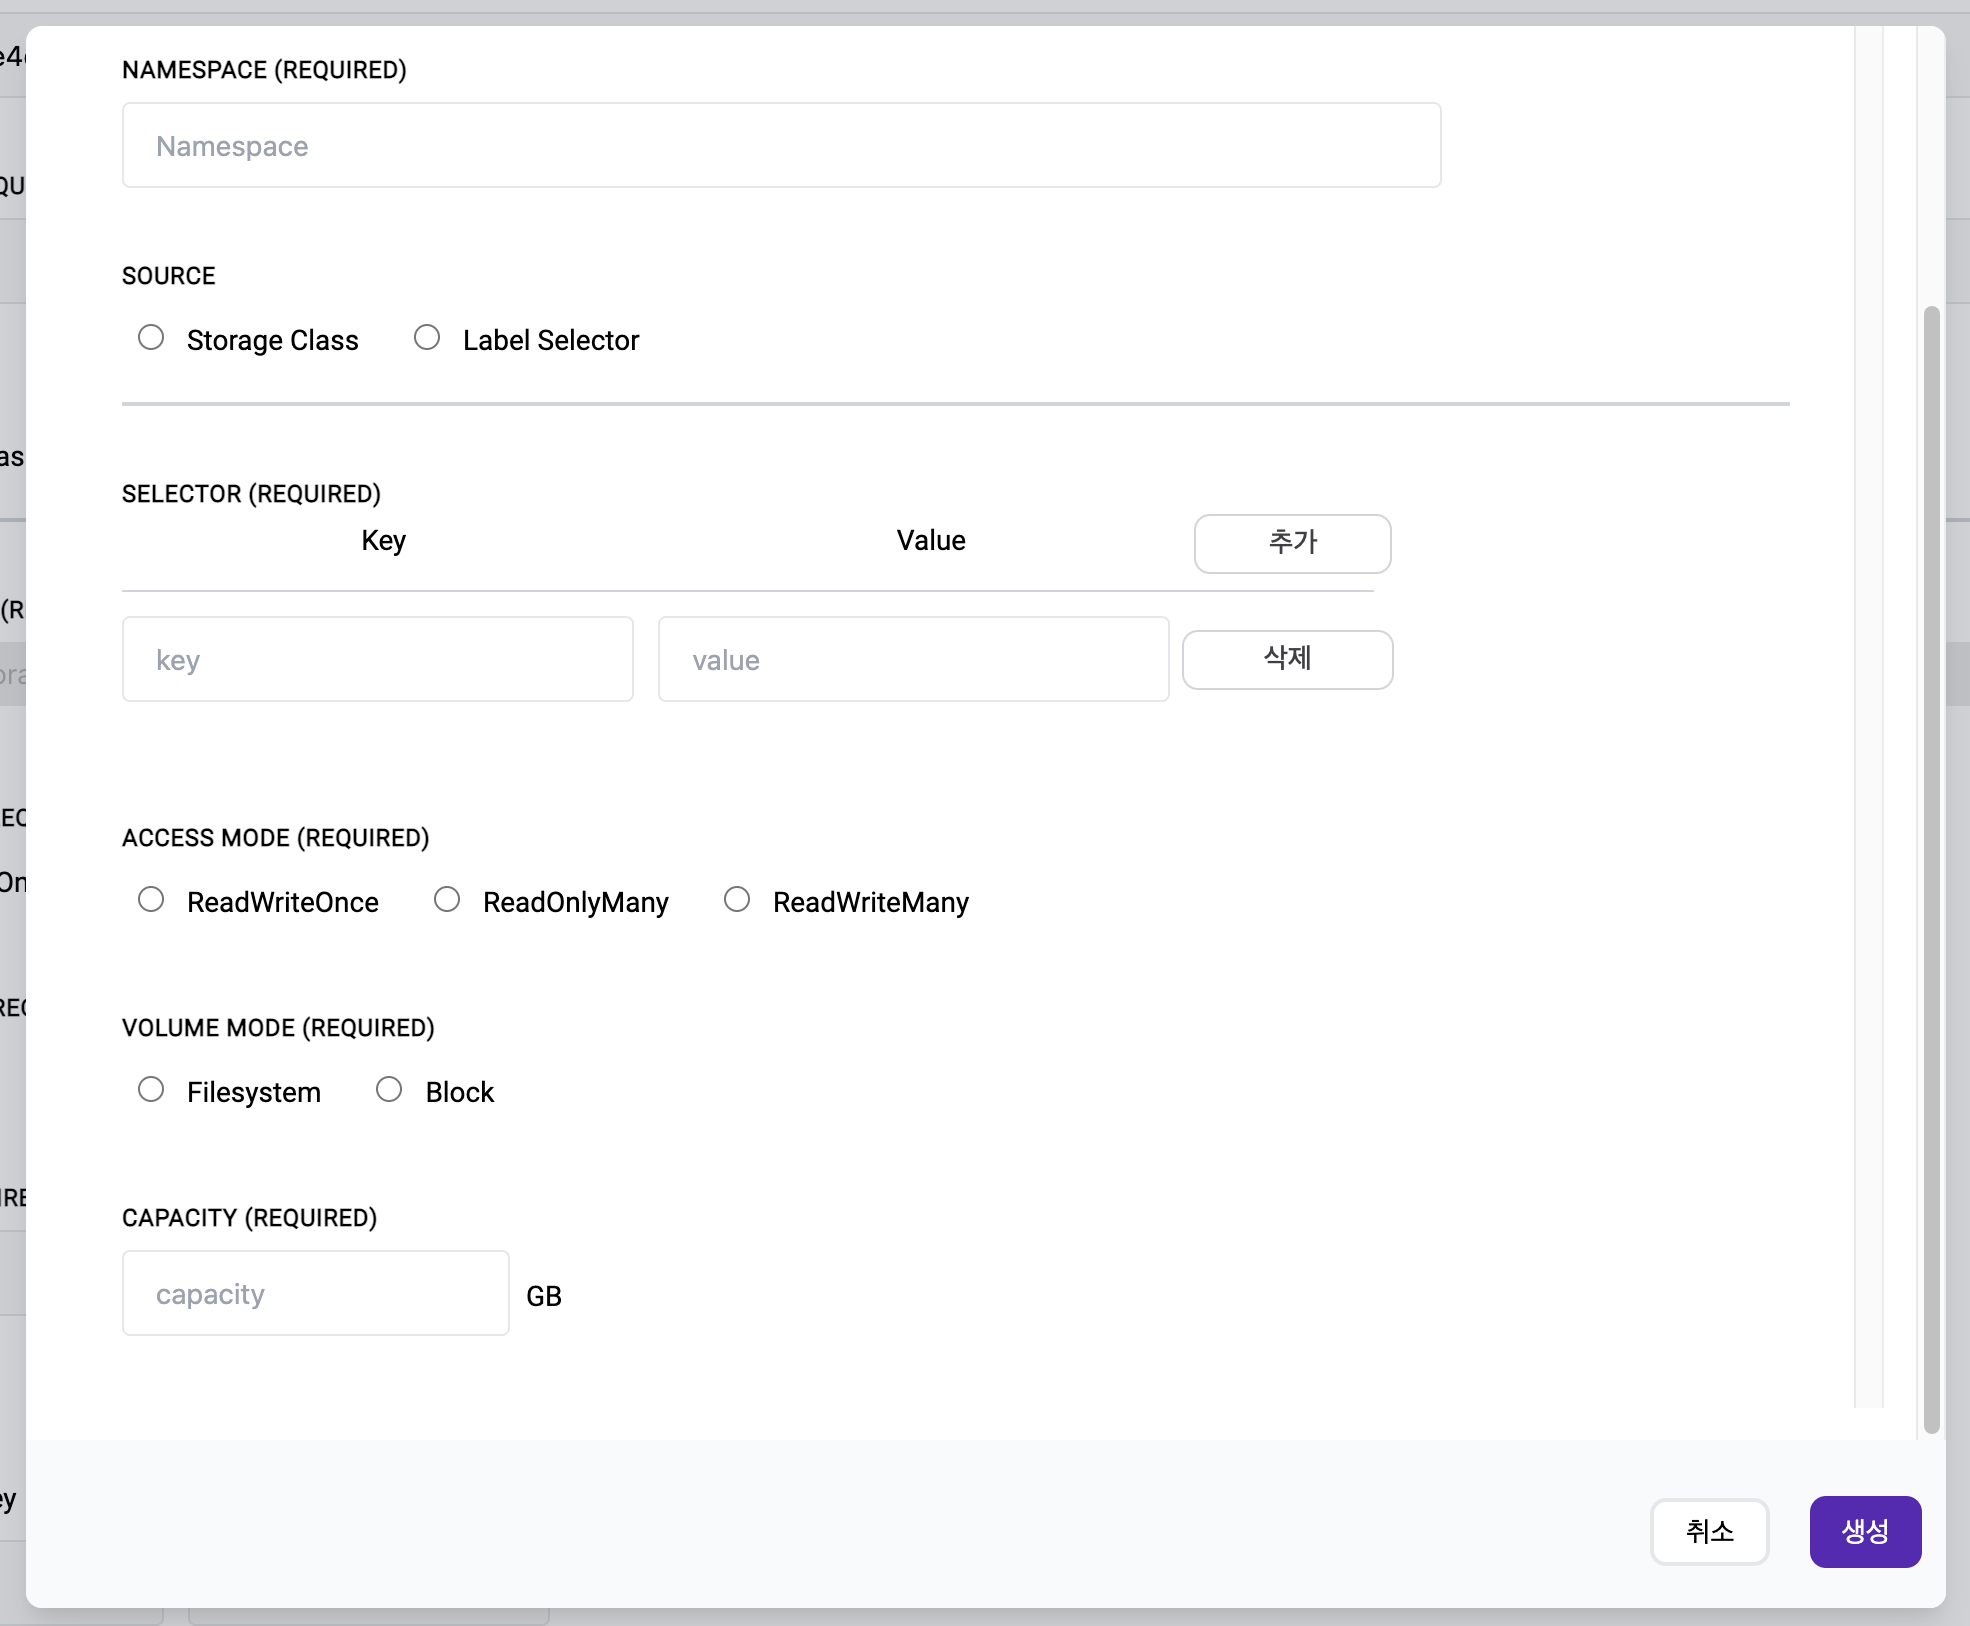 NAMESPACE (REQUIRED)
Namespace
SOURCE
Storage Class Label Selector
SELECTOR (REQUIRED)
Key Value 추가
key value 삭제
ACCESS MODE (REQUIRED)
ReadWriteOnce ReadOnlyMany ReadWriteMany
VOLUME MODE (REQUIRED)
Filesystem Block
CAPACITY (REQUIRED)
capacity GB
취소 생성